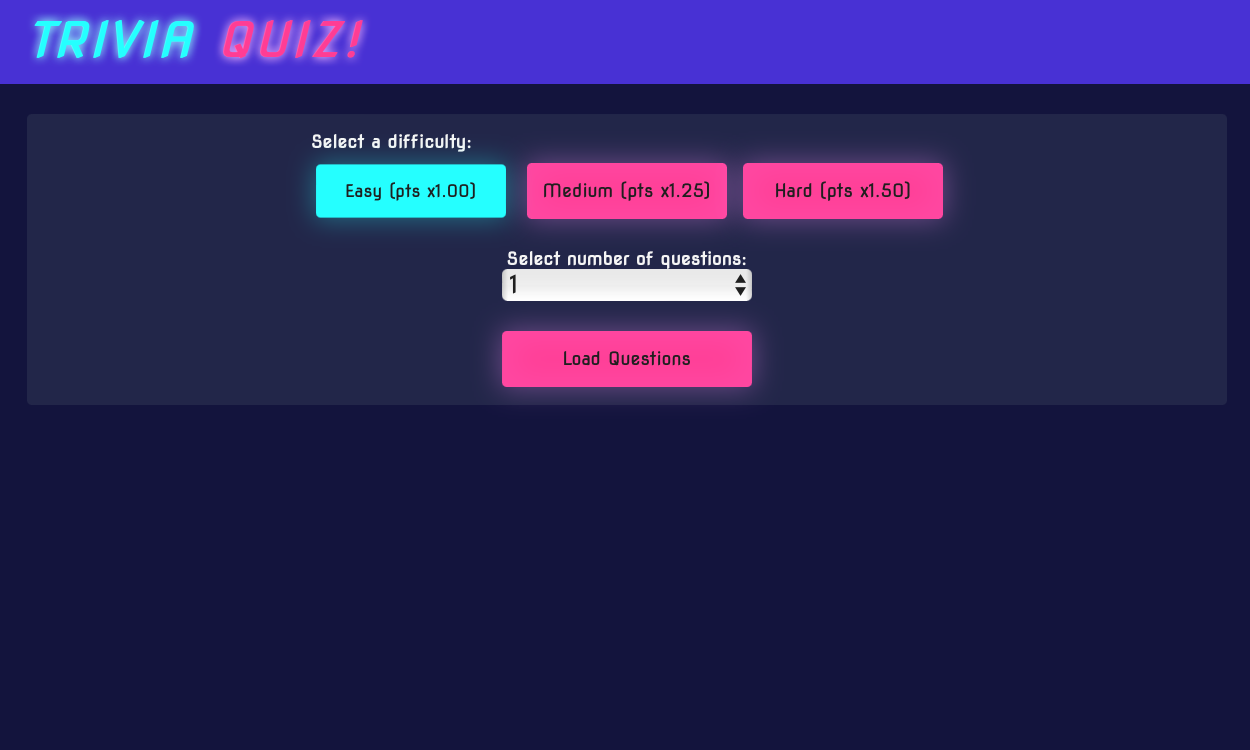 TRIVIA QUIZ!
Select a difficulty:
Easy (pts x1.00) Medium (pts x1.25) Hard (pts x1.50)
Select number of questions:
1
Load Questions